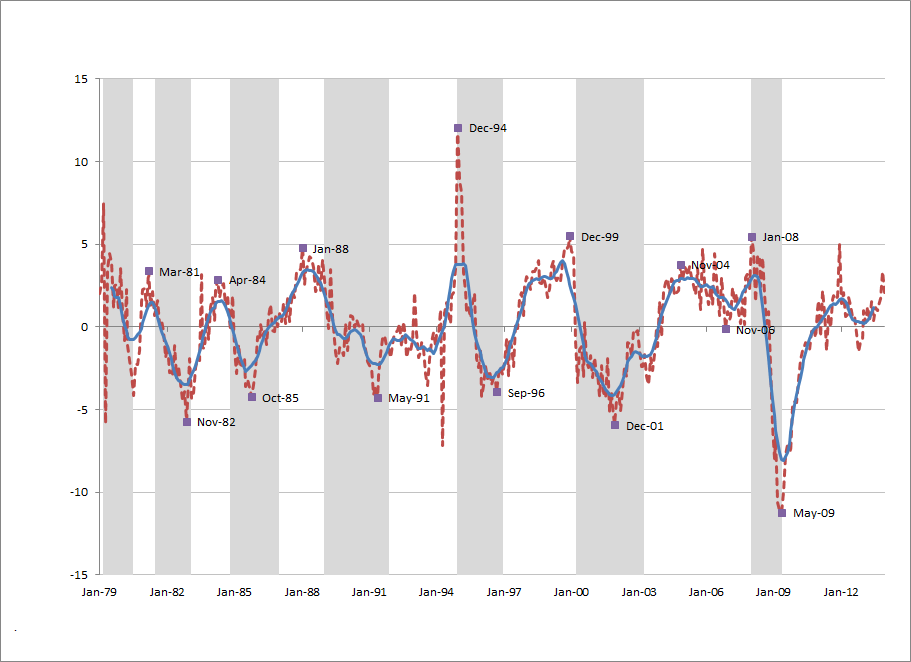 15
Dec-94
10
Dec-99
Jan-08
5
Jan-88
Nov-04
Mar-81
Apr-84
0
Nov-06
Oct-85
May-91
Sep-96
-5
Nov-82
Dec-01
-10
May-09
-15
Jan-79 Jan-82 Jan-85 Jan-88 Jan-91 Jan-94 Jan-97 Jan-00 Jan-03 Jan-06 Jan-09 Jan-12
.